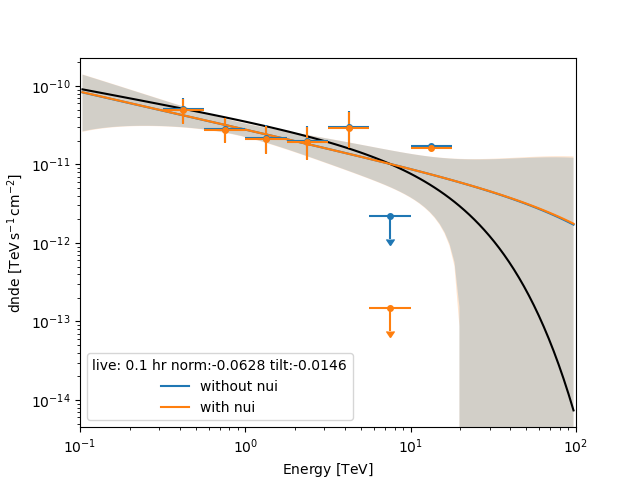 10⁻¹⁰
10⁻¹¹
10⁻¹²
10⁻¹³
10⁻¹⁴
dnde [TeV s⁻¹ cm⁻²]
live: 0.1 hr norm:-0.0628 tilt:-0.0146
without nui
with nui
10⁻¹ 10⁰ 10¹ 10²
Energy [TeV]